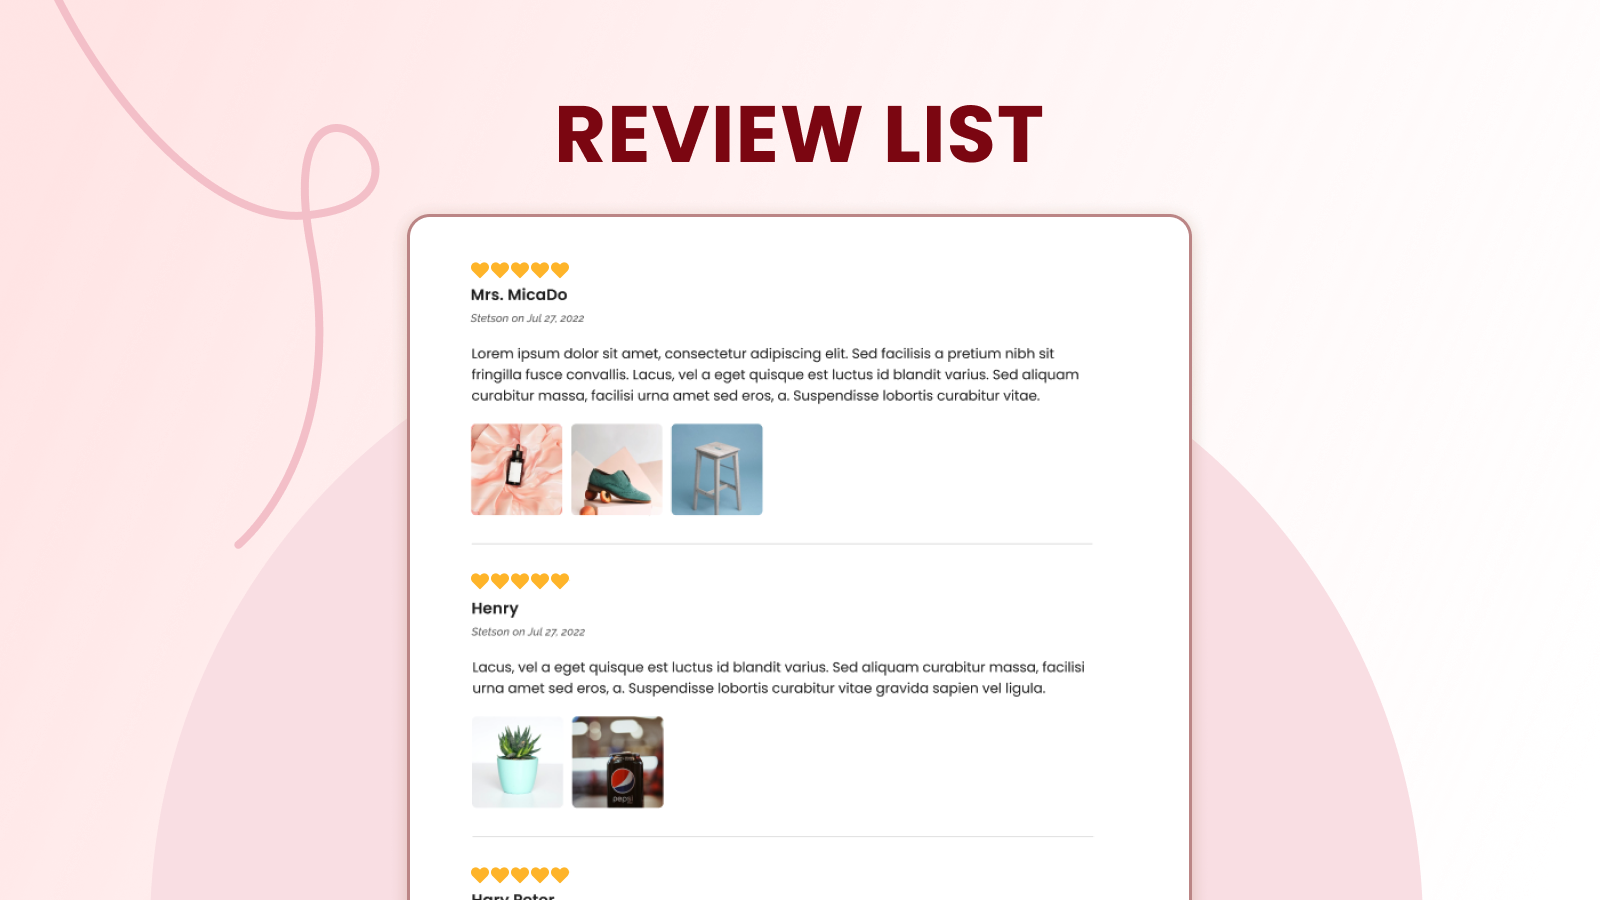 REVIEW LIST
Mrs. MicaDo
Stetson on Jul 27, 2022
Lorem ipsum dolor sit amet, consectetur adipiscing elit. Sed facilisis a pretium nibh sit
fringilla fusce convallis. Lacus, vel a eget quisque est luctus id blandit varius. Sed aliquam
curabitur massa, facilisi urna amet sed eros, a. Suspendisse lobortis curabitur vitae.
Henry
Stetson on Jul 27, 2022
Lacus, vel a eget quisque est luctus id blandit varius. Sed aliquam curabitur massa, facilisi
urna amet sed eros, a. Suspendisse lobortis curabitur vitae gravida sapien vel ligula.
pepsi
Hary Peter